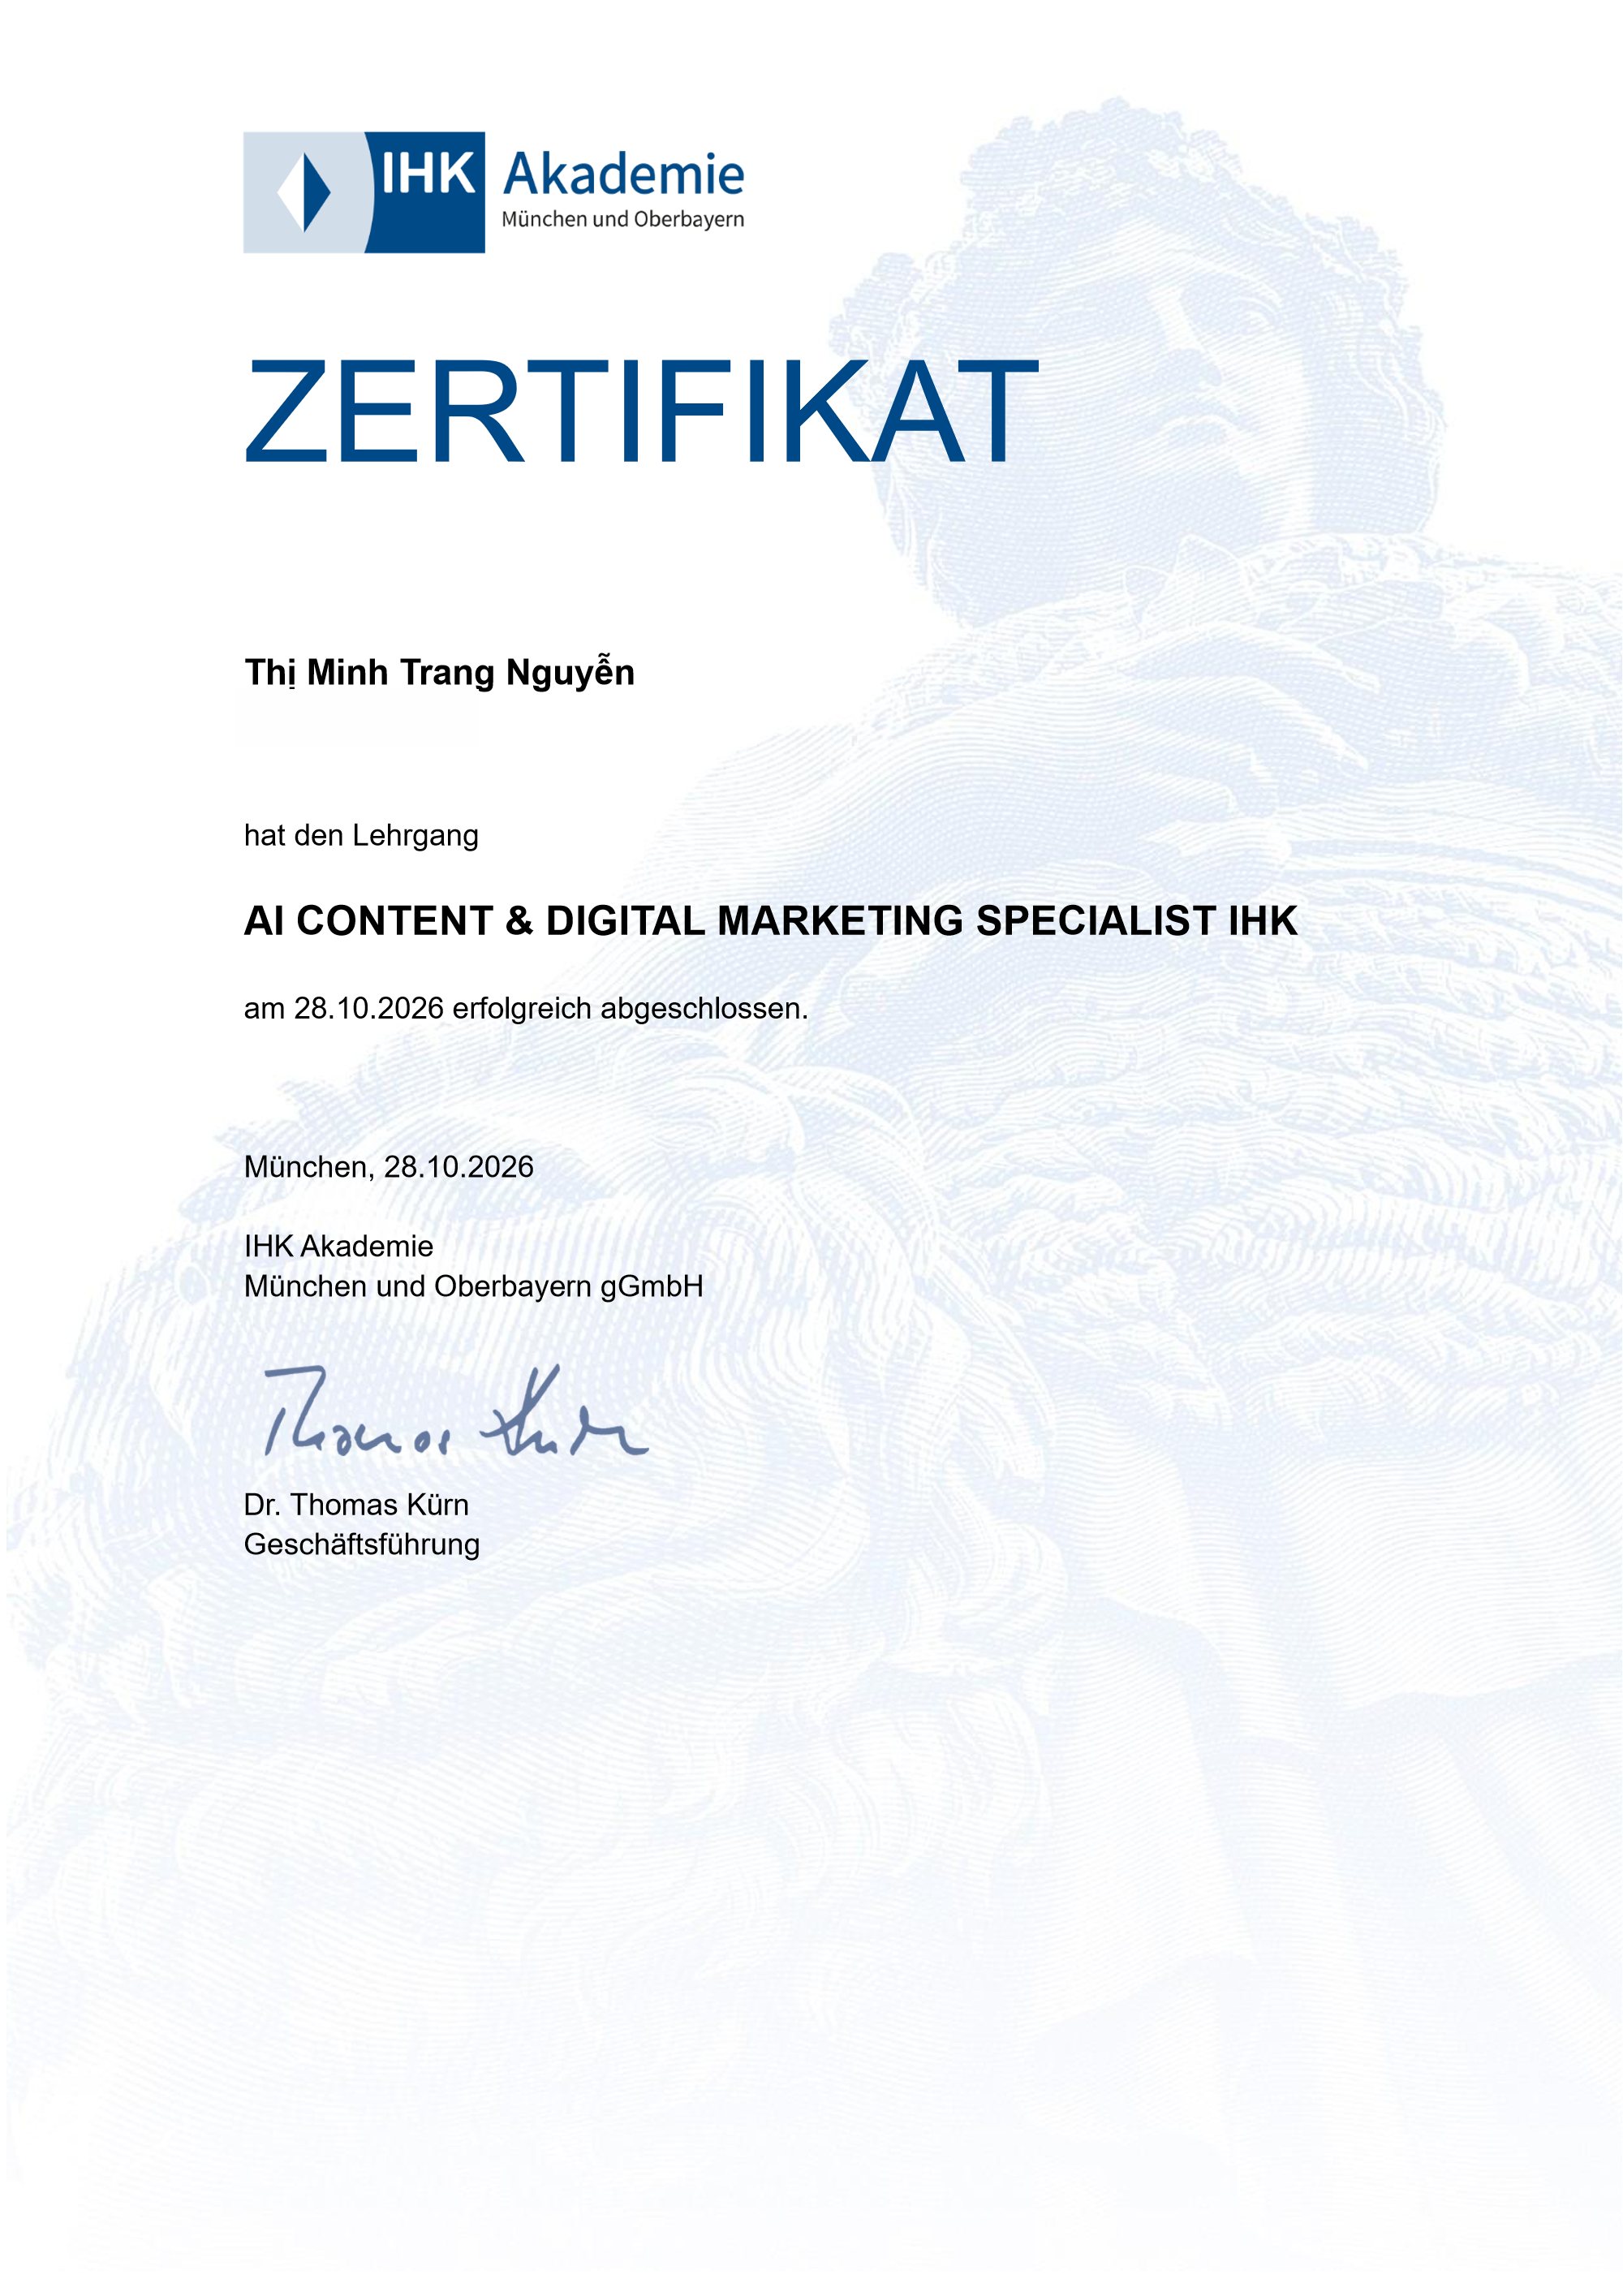 IHK Akademie
München und Oberbayern
ZERTIFIKAT
Thị Minh Trang Nguyễn
hat den Lehrgang
AI CONTENT & DIGITAL MARKETING SPECIALIST IHK
am 28.10.2026 erfolgreich abgeschlossen.
München, 28.10.2026
IHK Akademie
München und Oberbayern gGmbH
Thomas Kürn
Dr. Thomas Kürn
Geschäftsführung